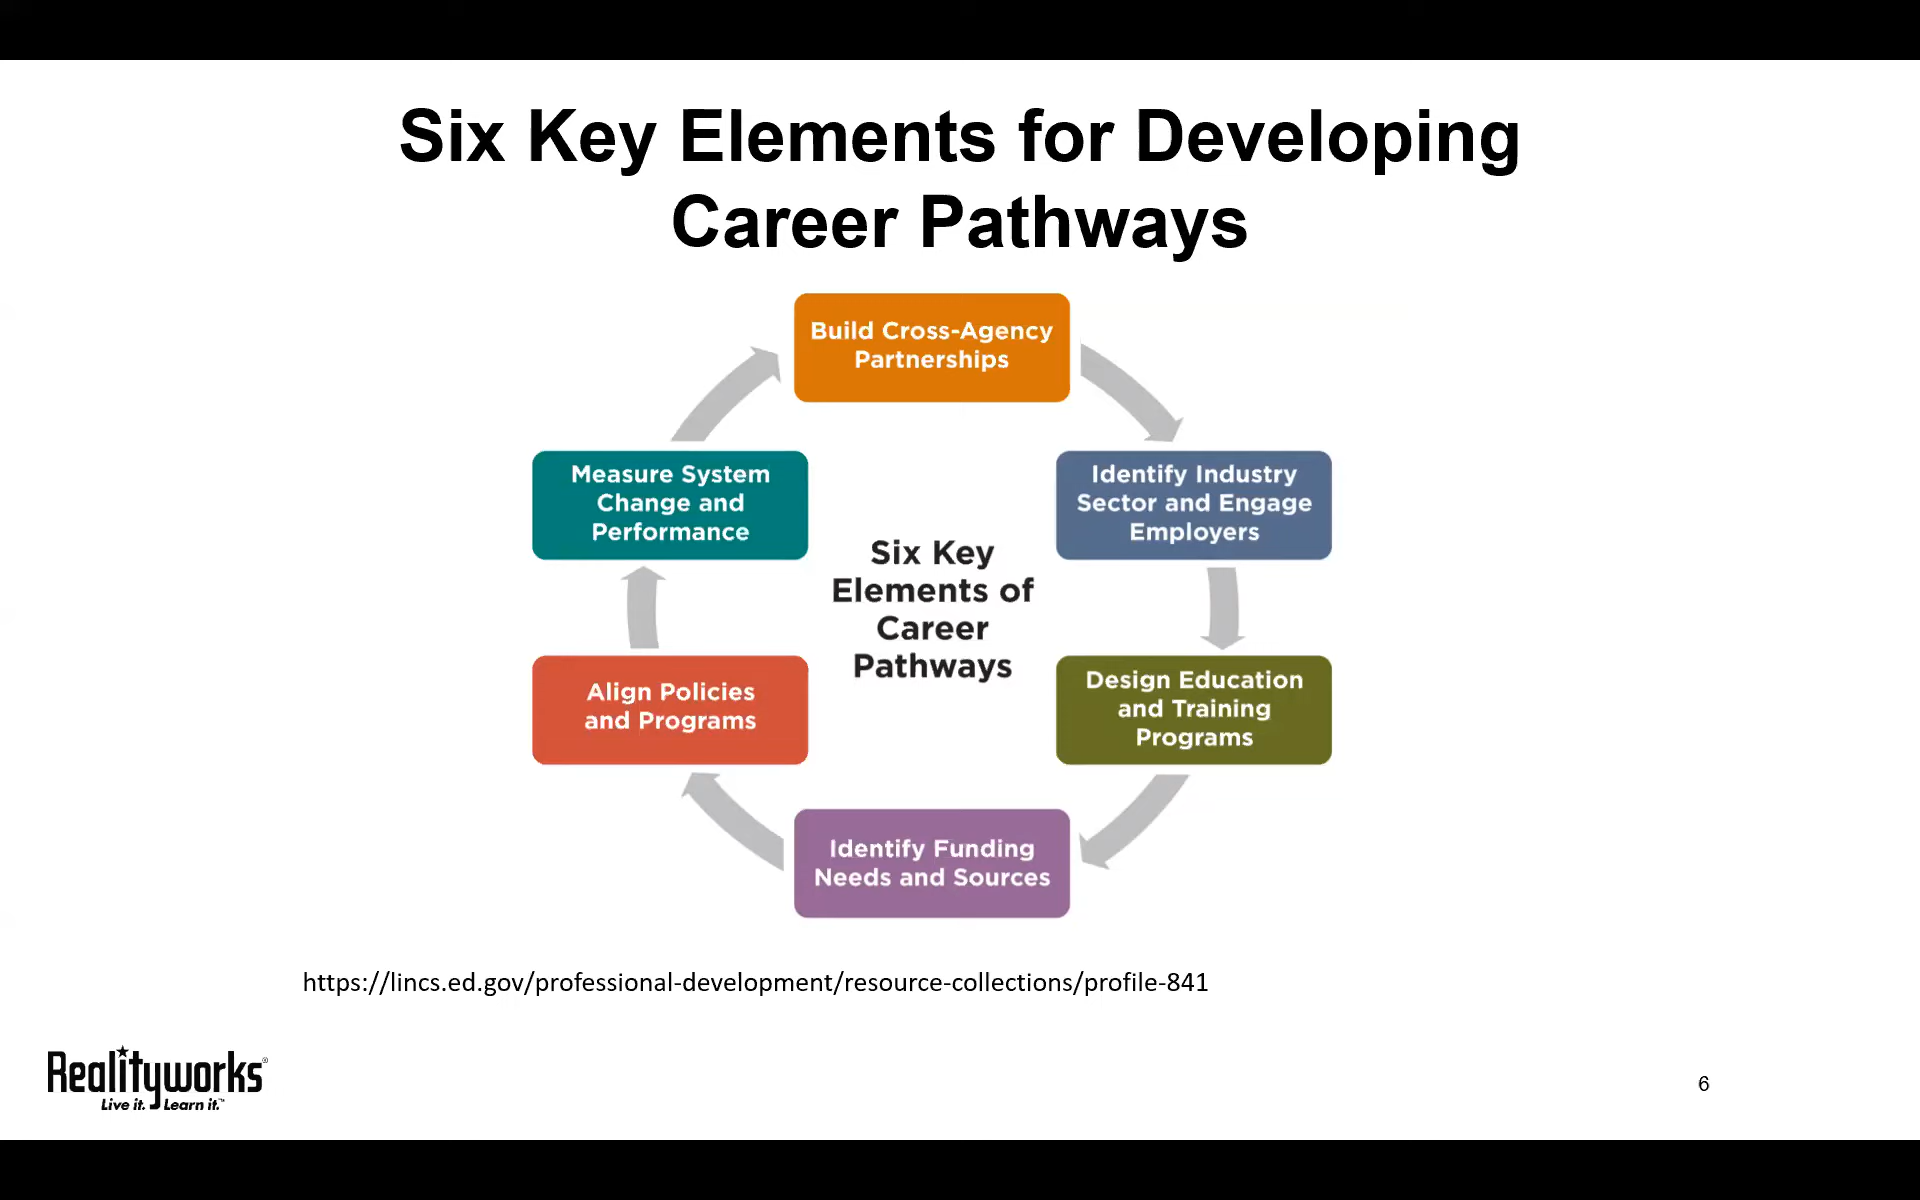 Six Key Elements for Developing
Career Pathways
Build Cross-Agency
Partnerships
Identify Industry
Sector and Engage
Employers
Design Education
and Training
Programs
Identify Funding
Needs and Sources
Align Policies
and Programs
Measure System
Change and
Performance
Six Key
Elements of
Career
Pathways
https://lincs.ed.gov/professional-development/resource-collections/profile-841
Realityworks®
Live it. Learn it.™
6